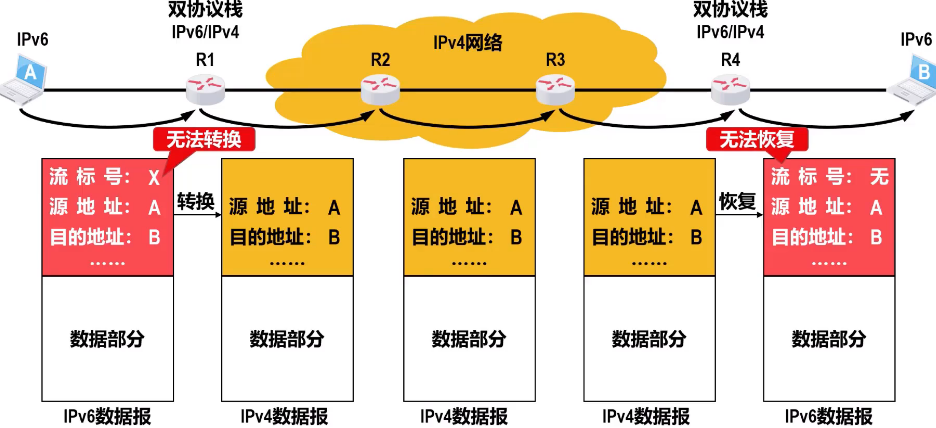 双协议栈
IPv6/IPv4
双协议栈
IPv6/IPv4
IPv6
IPv4网络
IPv6
R1
R2
R3
R4
A
B
无法转换
无法恢复
流标号： X
源地址： A
目的地址： B
……
数据部分
IPv6数据报
转换
源地址： A
目的地址： B
……
数据部分
IPv4数据报
源地址： A
目的地址： B
……
数据部分
IPv4数据报
源地址： A
目的地址： B
……
数据部分
IPv4数据报
恢复
流标号： 无
源地址： A
目的地址： B
……
数据部分
IPv6数据报